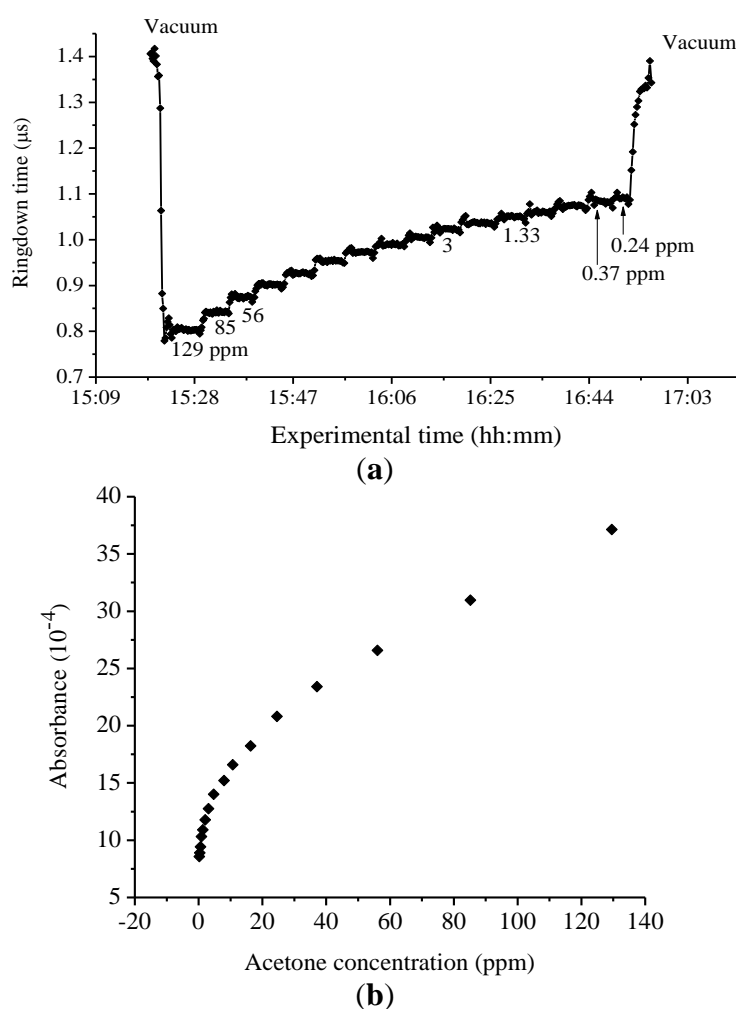 Vacuum
Vacuum
1.4
1.3
1.2
1.1
1.0
0.9
0.8
0.7
Ringdown time (μs)
129 ppm
85
56
3
1.33
0.37 ppm
0.24 ppm
15:09 15:28 15:47 16:06 16:25 16:44 17:03
Experimental time (hh:mm)
(a)
40
35
30
25
20
15
10
5
Absorbance (10⁻⁴)
-20 0 20 40 60 80 100 120 140
Acetone concentration (ppm)
(b)